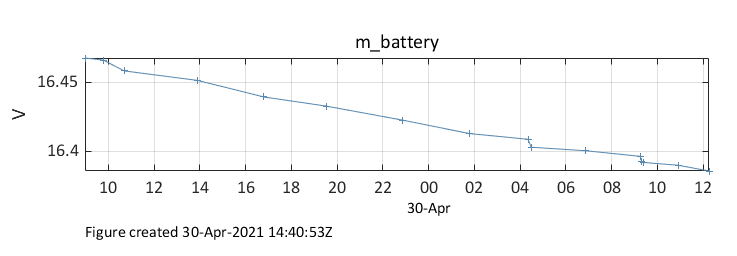 m_battery
16.45
V
16.4
10 12 14 16 18 20 22 00 02 04 06 08 10 12
30-Apr
Figure created 30-Apr-2021 14:40:53Z